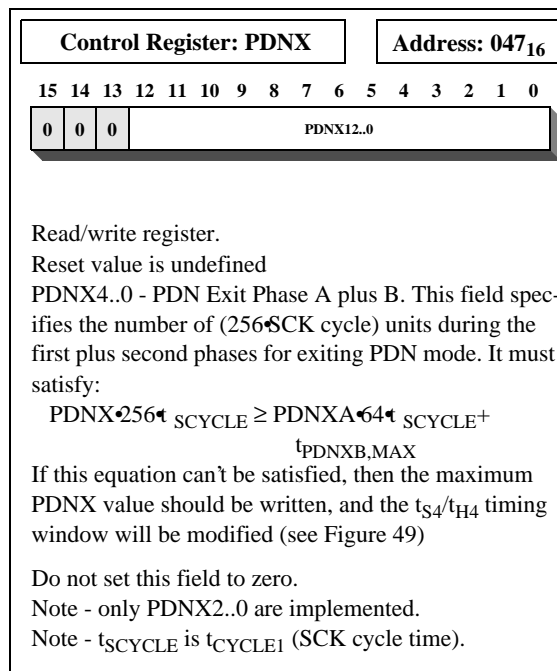 Control Register: PDNX Address: 047₁₆
15 14 13 12 11 10 9 8 7 6 5 4 3 2 1 0
0 0 0 PDNX12..0
Read/write register.
Reset value is undefined
PDNX4..0 - PDN Exit Phase A plus B. This field spec-
ifies the number of (256•SCK cycle) units during the
first plus second phases for exiting PDN mode. It must
satisfy:
PDNX•256•t SCYCLE ≥ PDNXA•64•t SCYCLE+
tPDNXB,MAX
If this equation can't be satisfied, then the maximum
PDNX value should be written, and the tS4/tH4 timing
window will be modified (see Figure 49)
Do not set this field to zero.
Note - only PDNX2..0 are implemented.
Note - tSCYCLE is tCYCLE1 (SCK cycle time).